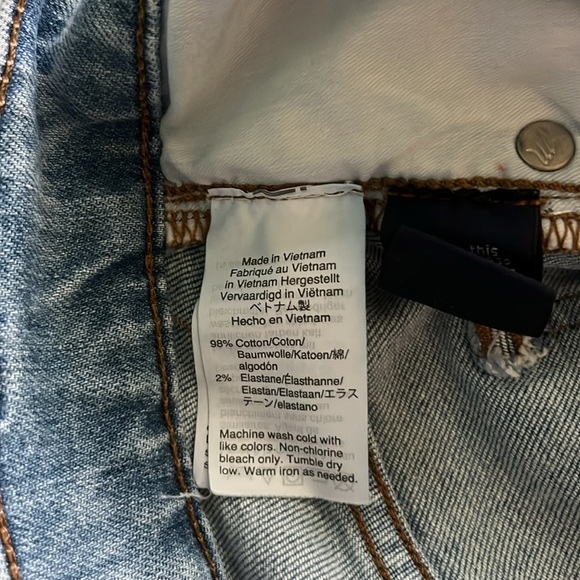 Made in Vietnam
Fabriqué au Vietnam
in Vietnam Hergestellt
Vervaardigd in Viëtnam
ベトナム製
Hecho en Vietnam
98% Cotton/Coton/
Baumwolle/Katoen/綿/
algodón
2% Elastane/Élasthanne/
Elastan/Elastaan/エラス
テーン/elastano
Machine wash cold with
like colors. Non-chlorine
bleach only. Tumble dry
low. Warm iron as needed.
this